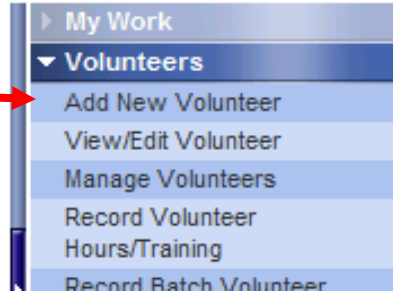 My Work
Volunteers
Add New Volunteer
View/Edit Volunteer
Manage Volunteers
Record Volunteer
Hours/Training
Record Batch Volunteer